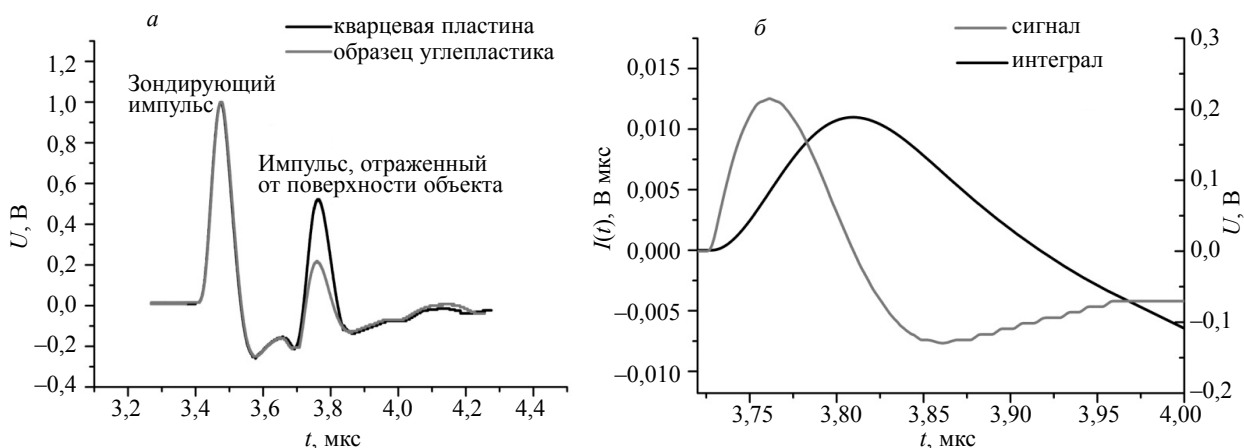 а
кварцевая пластина
образец углепластика
Зондирующий
импульс
Импульс, отраженный
от поверхности объекта
1,2
1,0
0,8
0,6
0,4
0,2
0,0
–0,2
–0,4
U, В
3,2 3,4 3,6 3,8 4,0 4,2 4,4
t, мкс
б
сигнал
интеграл
0,015
0,010
0,005
0,000
–0,005
–0,010
I(t), В мкс
0,3
0,2
0,1
0,0
–0,1
–0,2
U, В
3,75 3,80 3,85 3,90 3,95 4,00
t, мкс